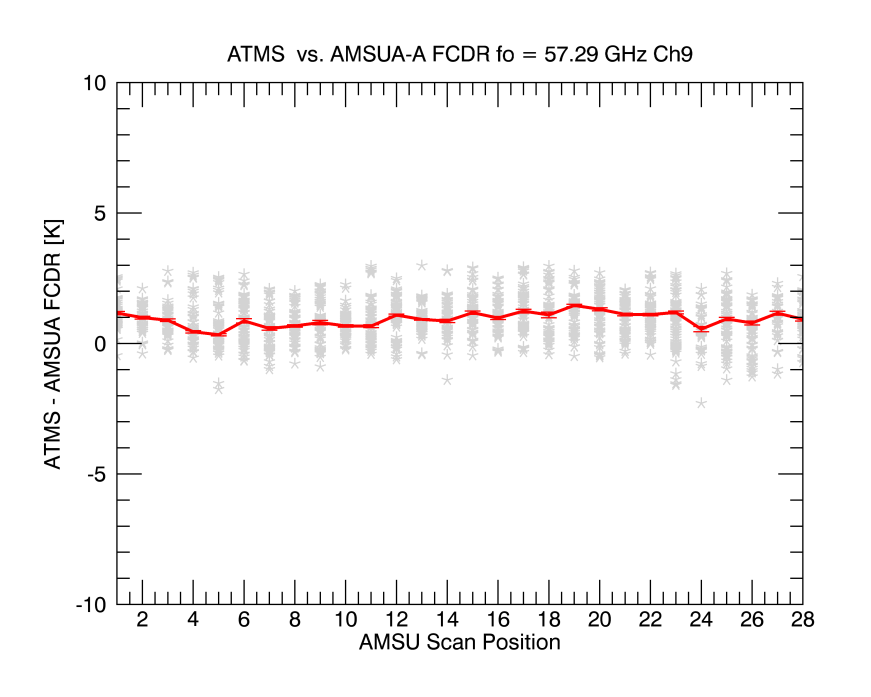 ATMS  vs. AMSUA-A FCDR fo = 57.29 GHz Ch9
10
5
0
-5
-10
ATMS - AMSUA FCDR [K]
2 4 6 8 10 12 14 16 18 20 22 24 26 28
AMSU Scan Position